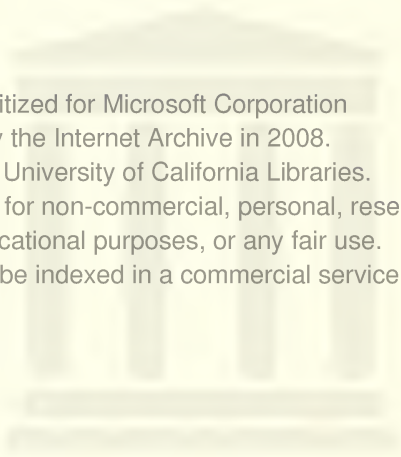 itized for Microsoft Corporation
the Internet Archive in 2008.
University of California Libraries.
for non-commercial, personal, rese
cational purposes, or any fair use.
be indexed in a commercial service